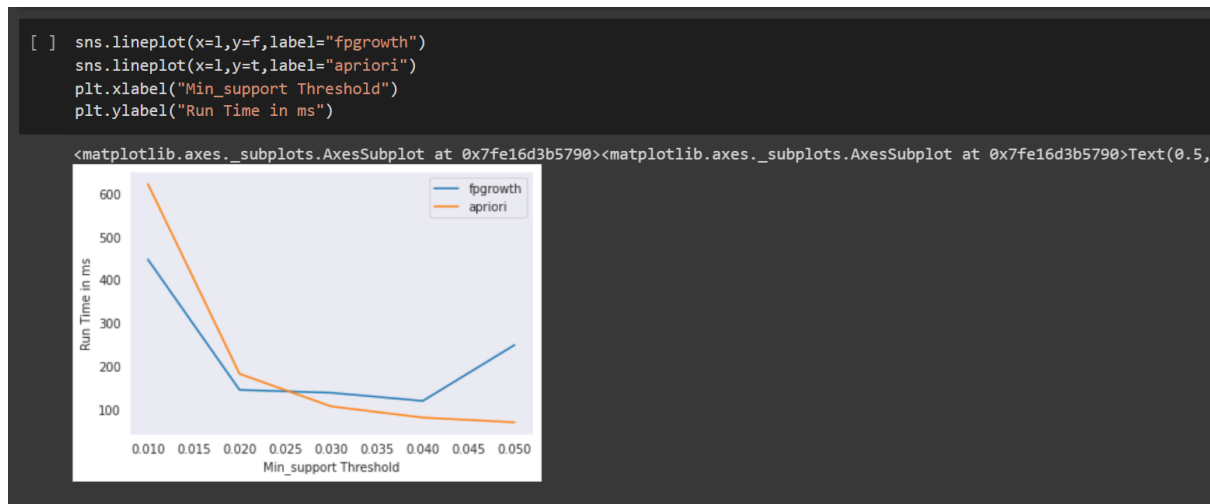 [ ] sns.lineplot(x=l,y=f,label="fpgrowth")
sns.lineplot(x=l,y=t,label="apriori")
plt.xlabel("Min_support Threshold")
plt.ylabel("Run Time in ms")
<matplotlib.axes._subplots.AxesSubplot at 0x7fe16d3b5790><matplotlib.axes._subplots.AxesSubplot at 0x7fe16d3b5790>Text(0.5,
fpgrowth
apriori
600
500
400
300
200
100
Run Time in ms
0.010 0.015 0.020 0.025 0.030 0.035 0.040 0.045 0.050
Min_support Threshold